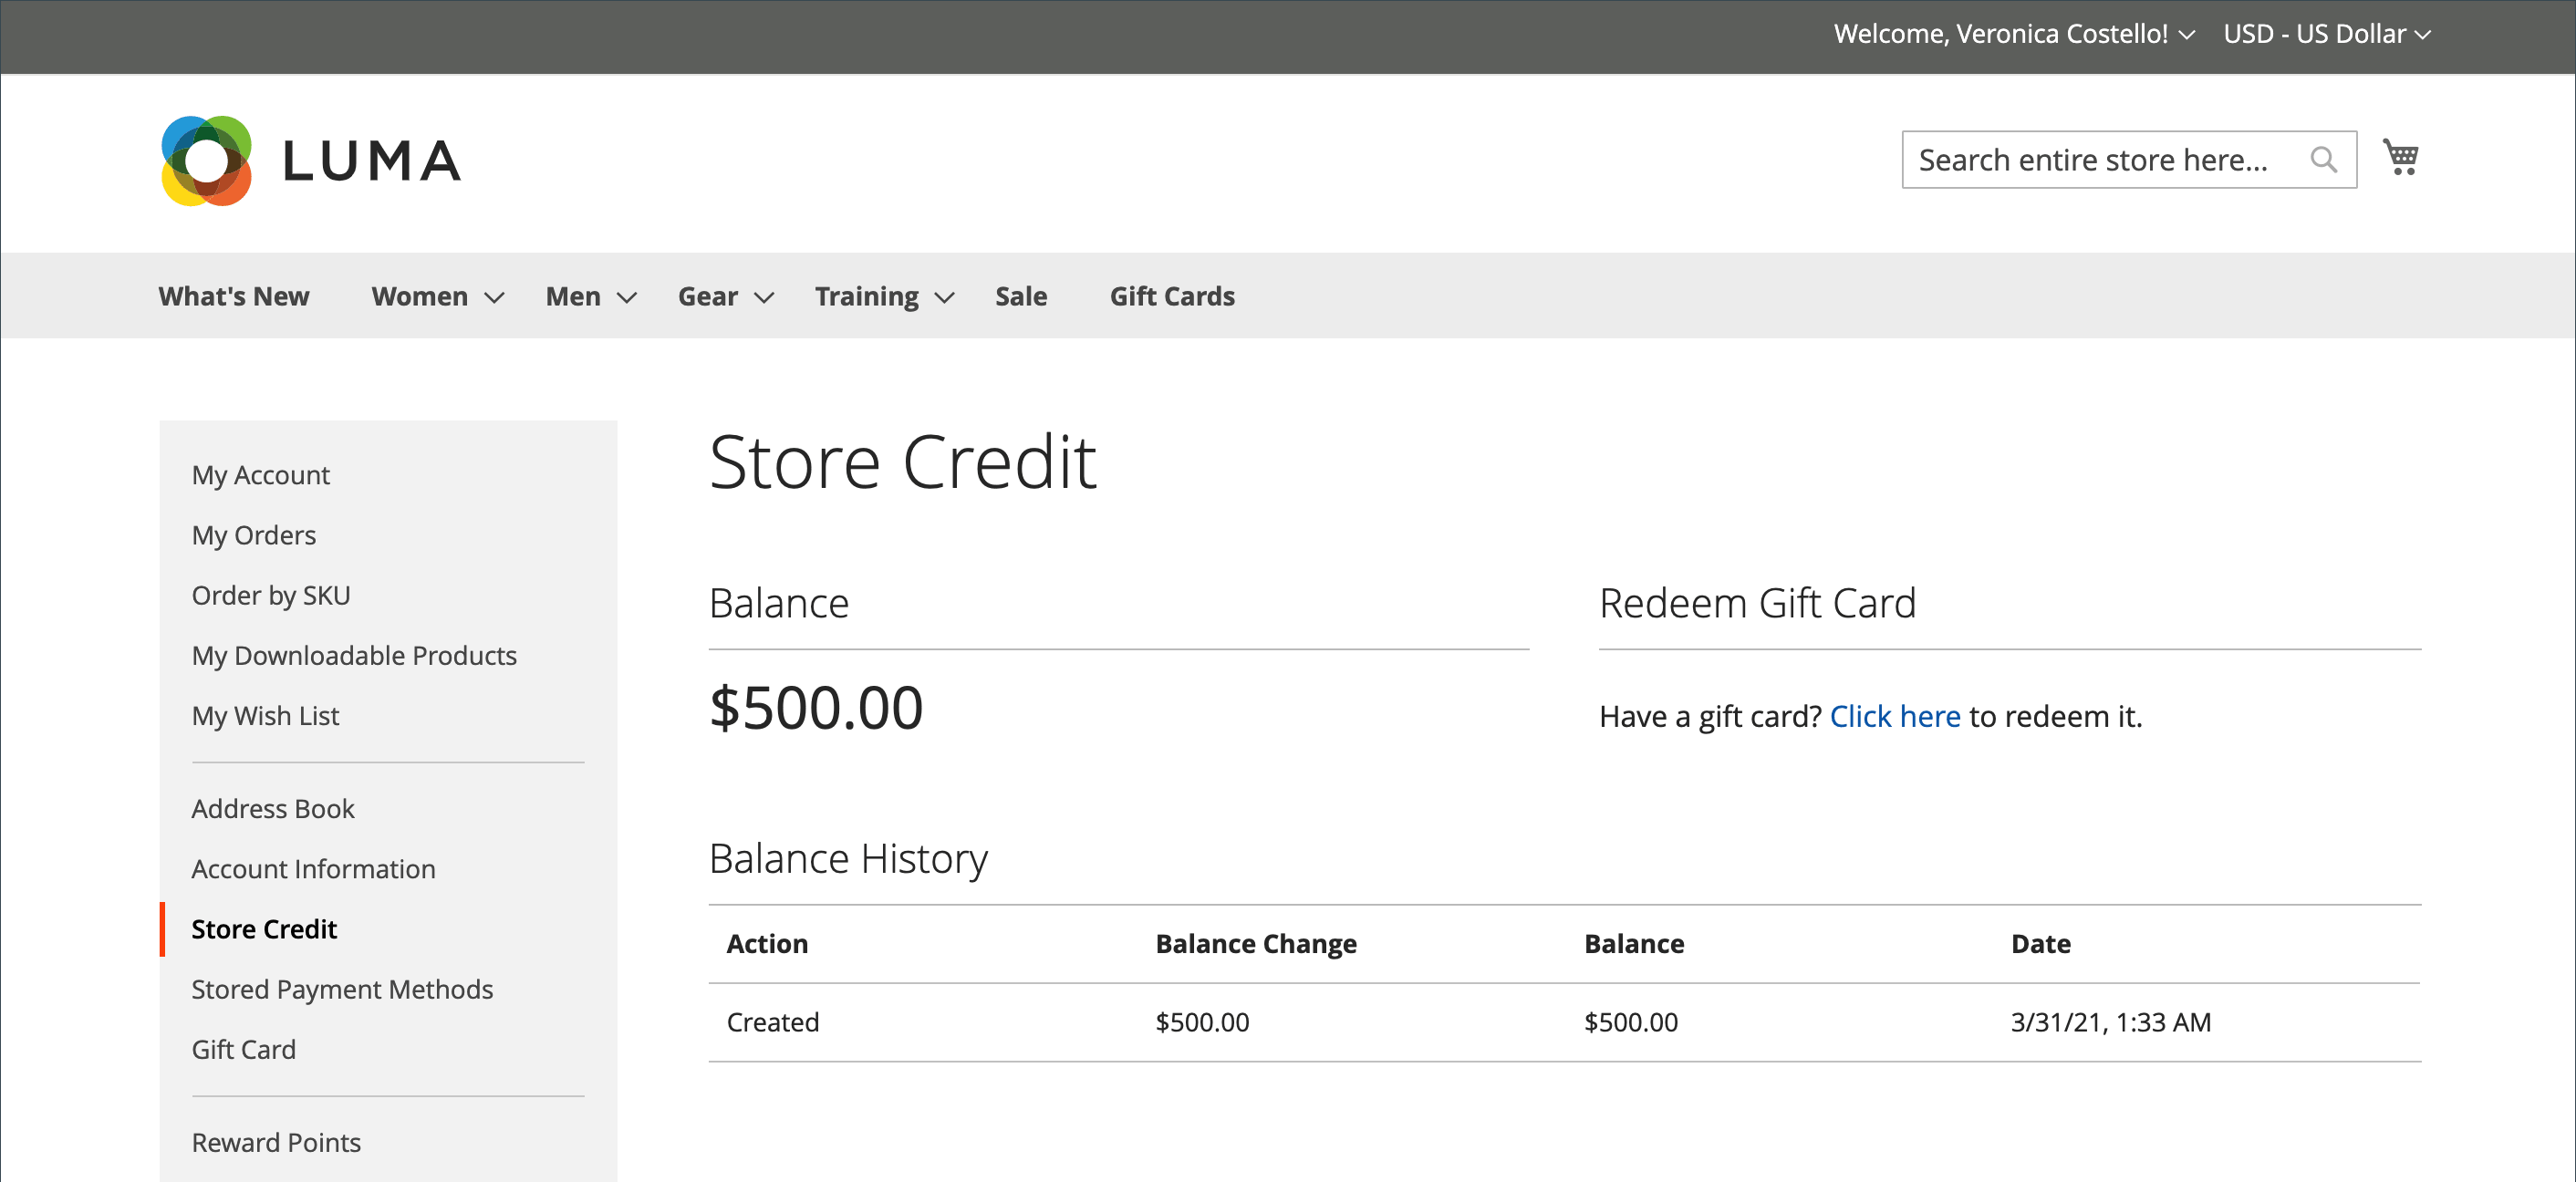 Welcome, Veronica Costello! USD - US Dollar
LUMA
Search entire store here...
What's New Women Men Gear Training Sale Gift Cards
My Account
My Orders
Order by SKU
My Downloadable Products
My Wish List
Address Book
Account Information
Store Credit
Stored Payment Methods
Gift Card
Reward Points
Store Credit
Balance
$500.00
Redeem Gift Card
Have a gift card? Click here to redeem it.
Balance History
Action Balance Change Balance Date
Created $500.00 $500.00 3/31/21, 1:33 AM